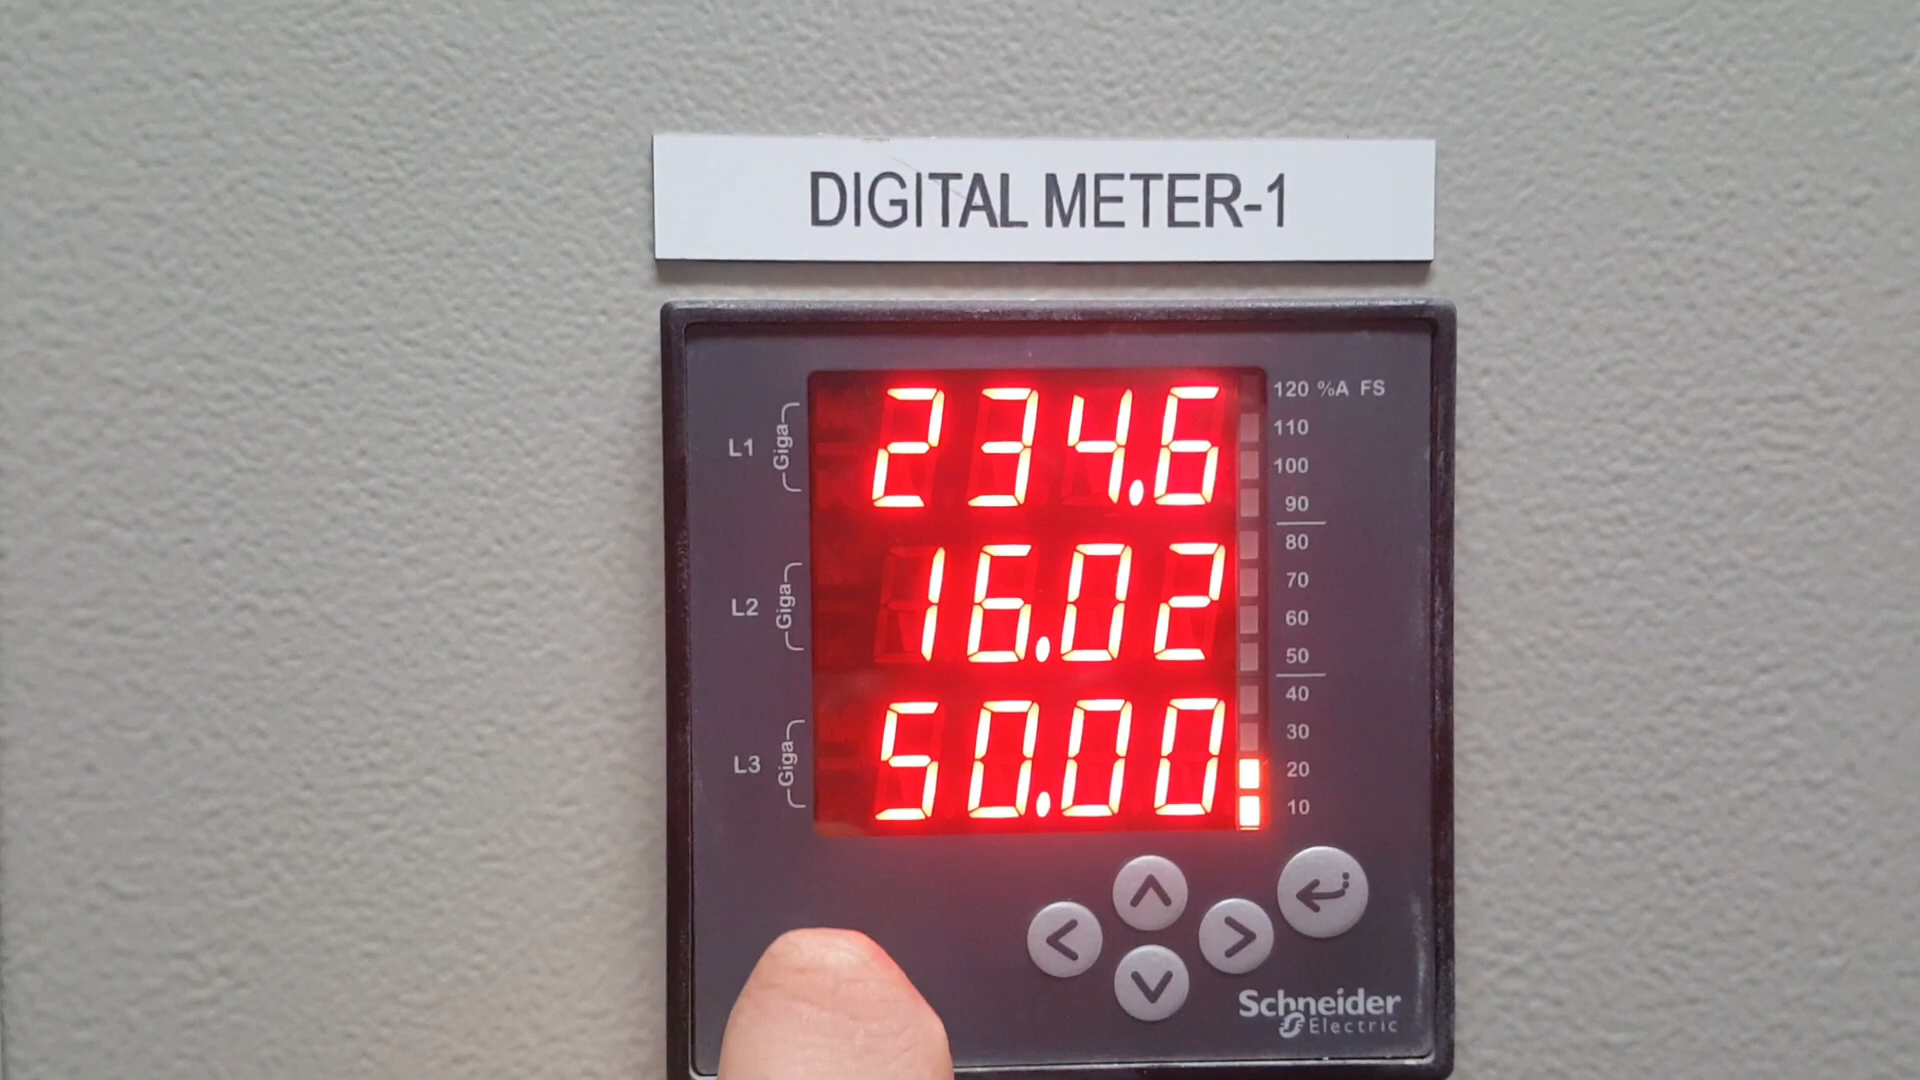 DIGITAL METER-1
120 %A FS
L1 Giga 234.6
110
100
90
80
L2 Giga 16.02
70
60
50
40
L3 Giga 50.00
30
20
10
Schneider
Electric